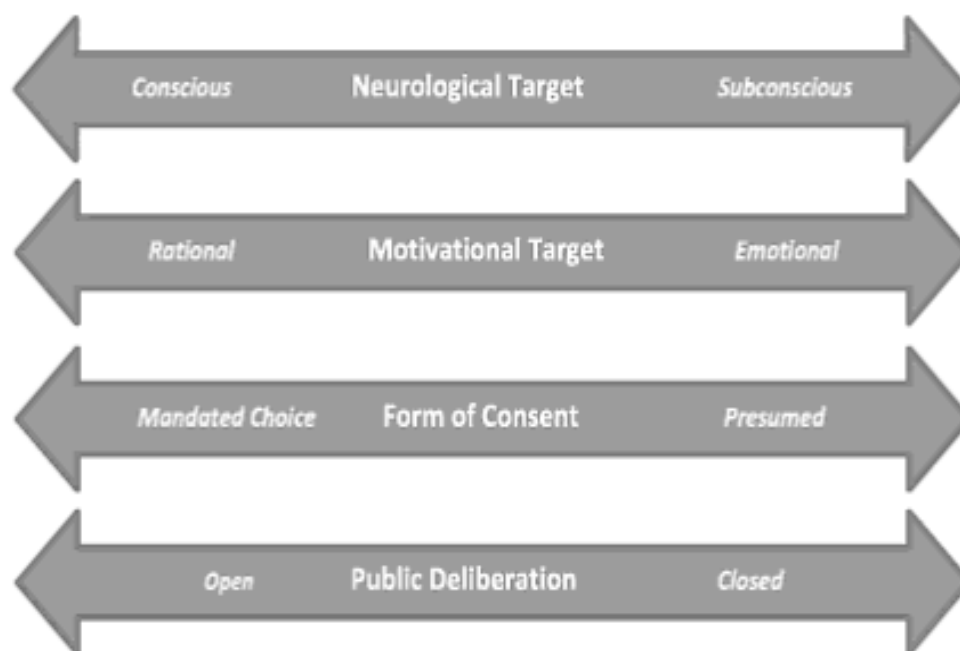 Conscious Neurological Target Subconscious
Rational Motivational Target Emotional
Mandated Choice Form of Consent Presumed
Open Public Deliberation Closed